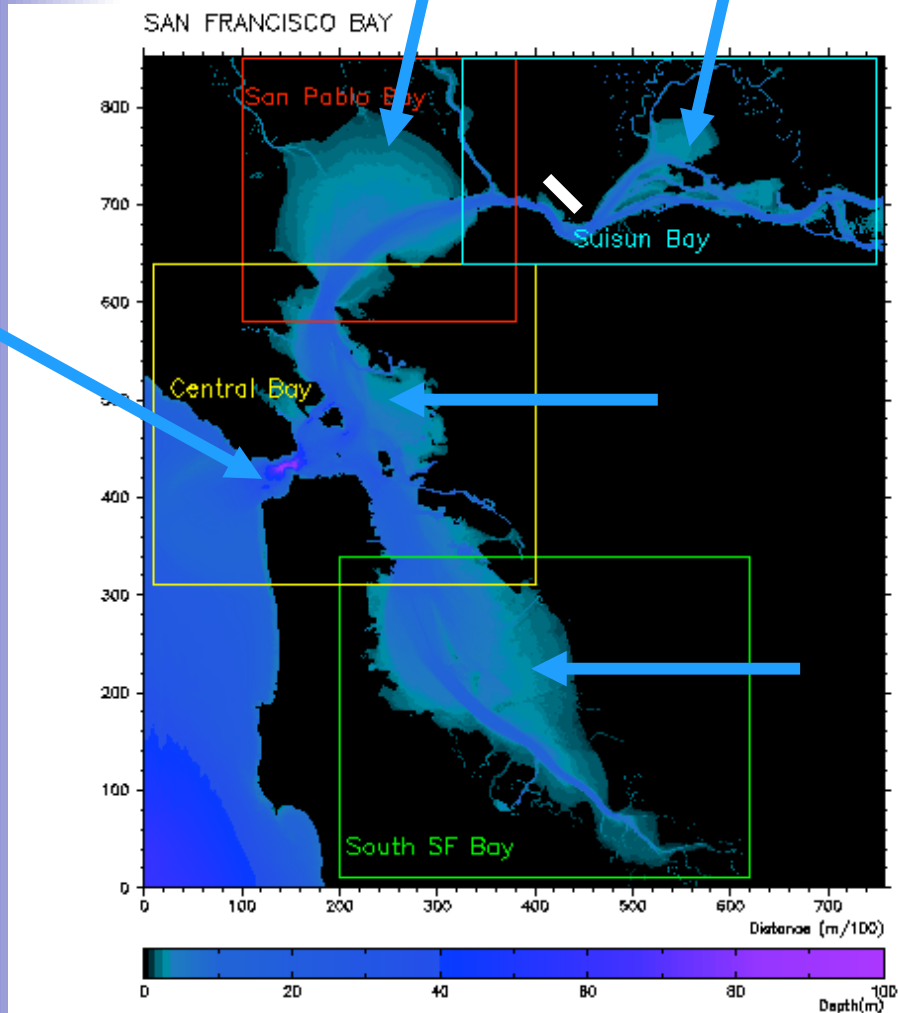 SAN FRANCISCO BAY
800
San Pablo Bay
700
Suisun Bay
600
Central Bay
500
400
300
200
100
South SF Bay
0
0 100 200 300 400 500 600 700
Distance (m/100)
0 20 40 60 80 100
Depth(m)